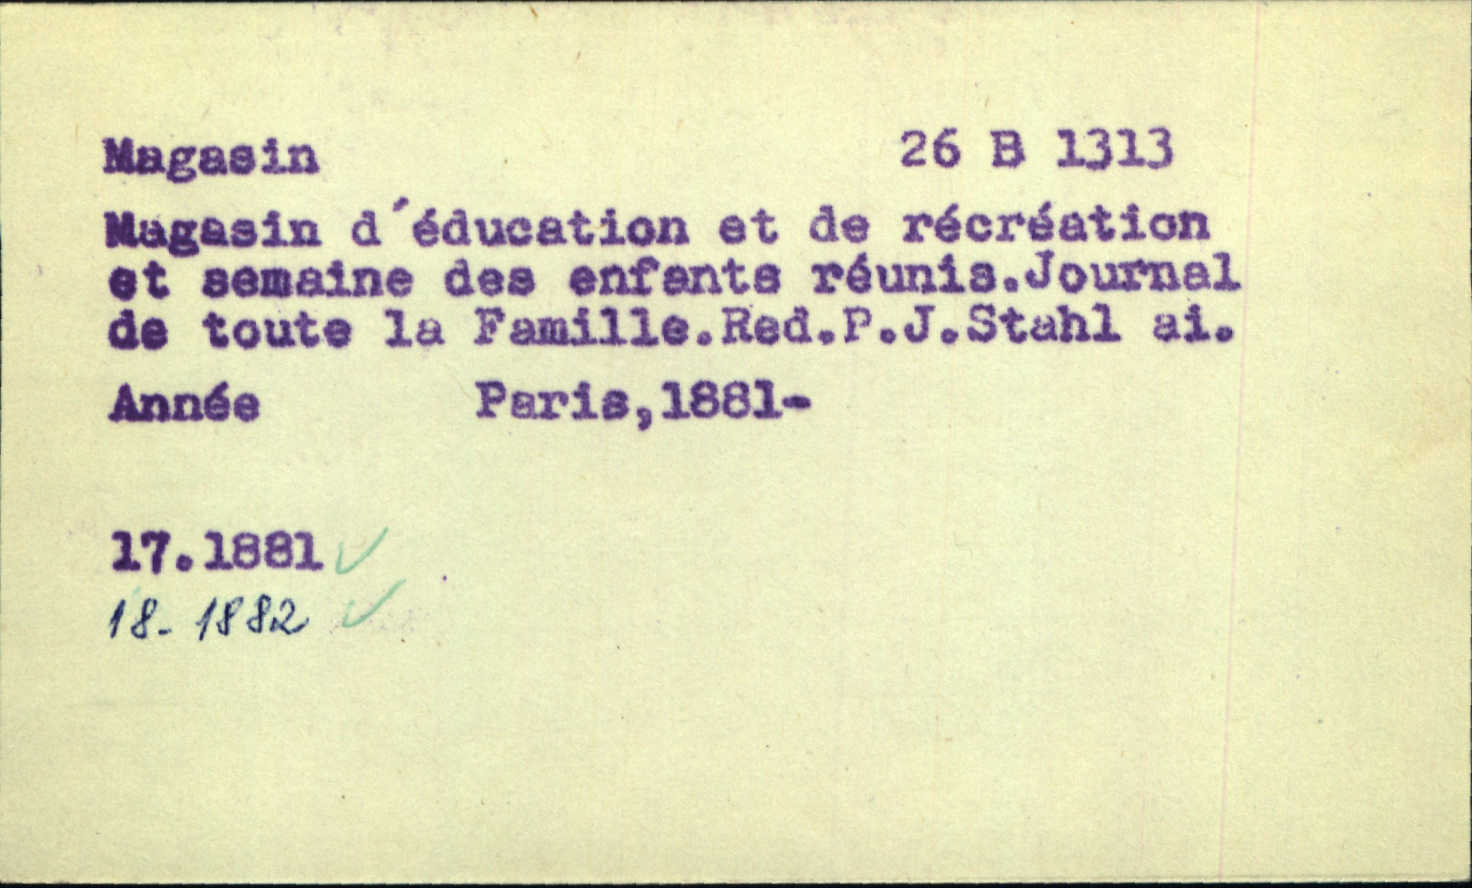 Magasin 26 B 1313
Magasin d´éducation et de récréation
et semaine des enfants réunis.Journal
de toute la Famille.Red.P.J.Stahl ai.
Année Paris,1881-
17.1881 ✓
18- 1882 ✓